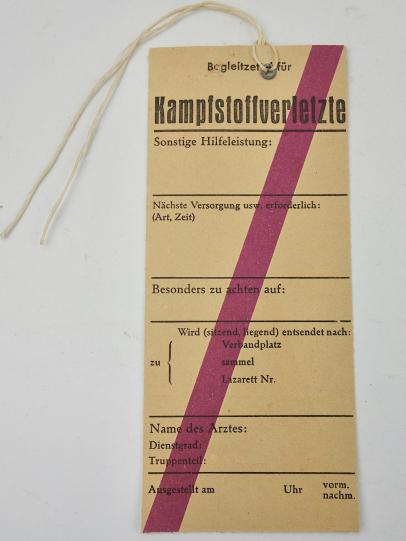 Begleitzettel für
Kampfstoffverletzte
Sonstige Hilfeleistung:
Nächste Versorgung usw. erforderlich:
(Art, Zeit)
Besonders zu achten auf:
Wird (sitzend, liegend) entsendet nach:
Verbandplatz
zu { sammel
Lazarett Nr.
Name des Arztes:
Dienstgrad:
Truppenteil:
Ausgestellt am Uhr vorm.
nachm.